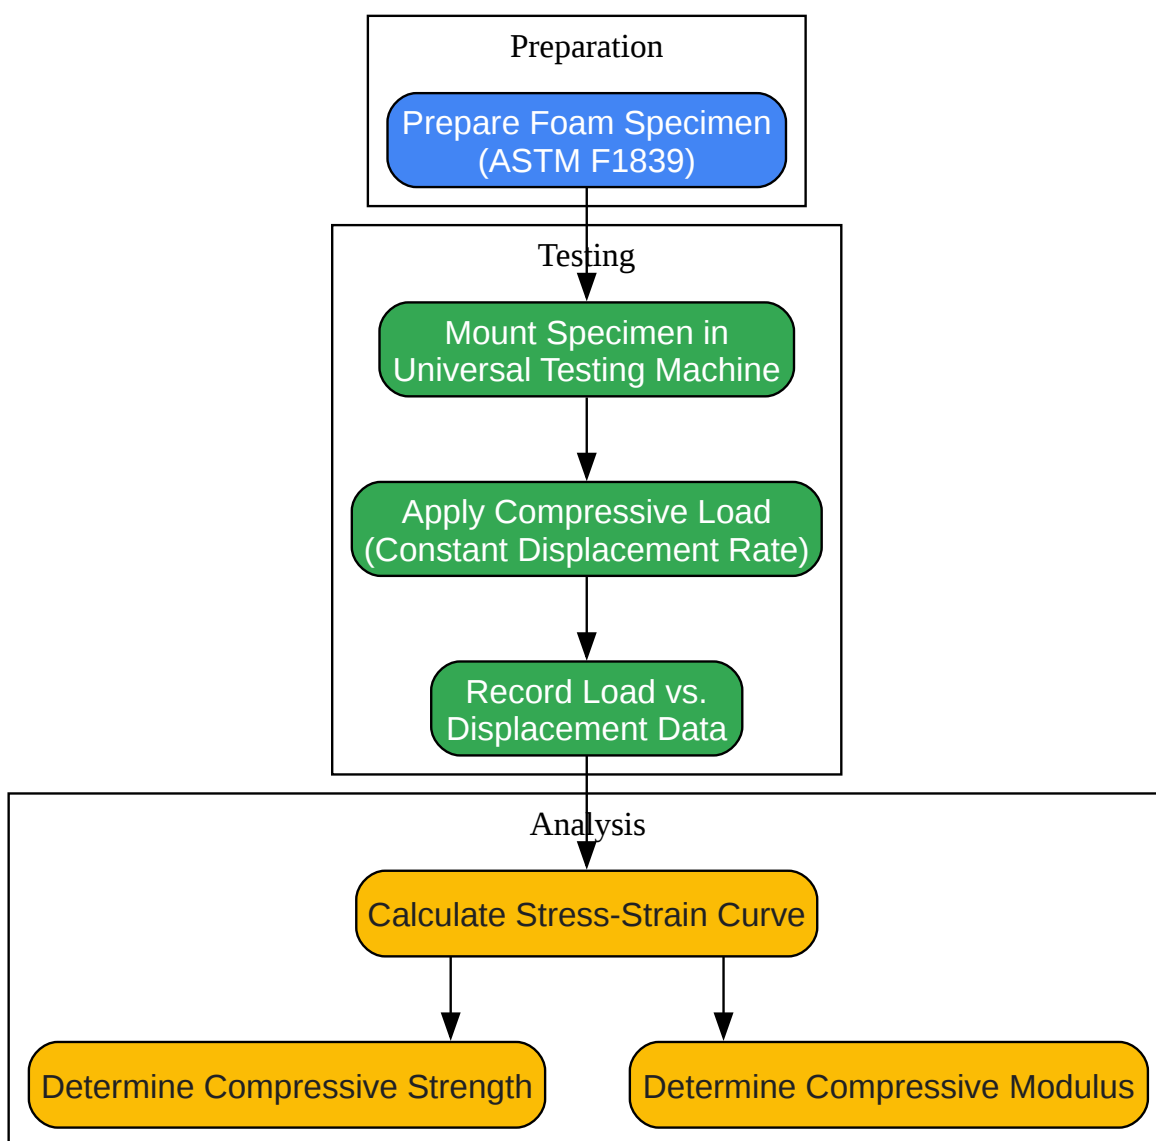 Preparation
Prepare Foam Specimen
(ASTM F1839)
Testing
Mount Specimen in
Universal Testing Machine
Apply Compressive Load
(Constant Displacement Rate)
Record Load vs.
Displacement Data
Analysis
Calculate Stress-Strain Curve
Determine Compressive Strength
Determine Compressive Modulus